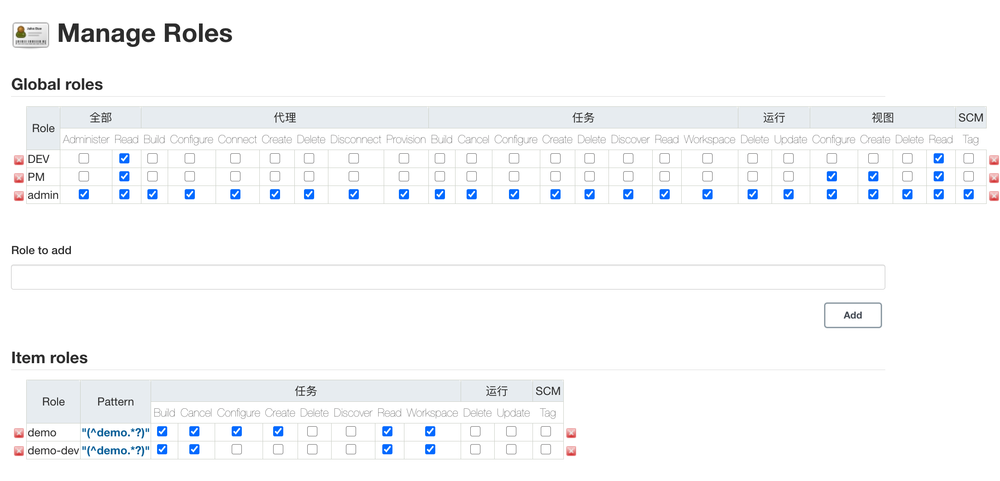 John Doe
Manage Roles
Global roles
Role 全部 代理 任务 运行 视图 SCM
Administer Read Build Configure Connect Create Delete Disconnect Provision Build Cancel Configure Create Delete Discover Read Workspace Delete Update Configure Create Delete Read Tag
DEV
PM
admin
Role to add
Add
Item roles
Role Pattern 任务 运行 SCM
Build Cancel Configure Create Delete Discover Read Workspace Delete Update Tag
demo "(^demo.*?)"
demo-dev "(^demo.*?)"